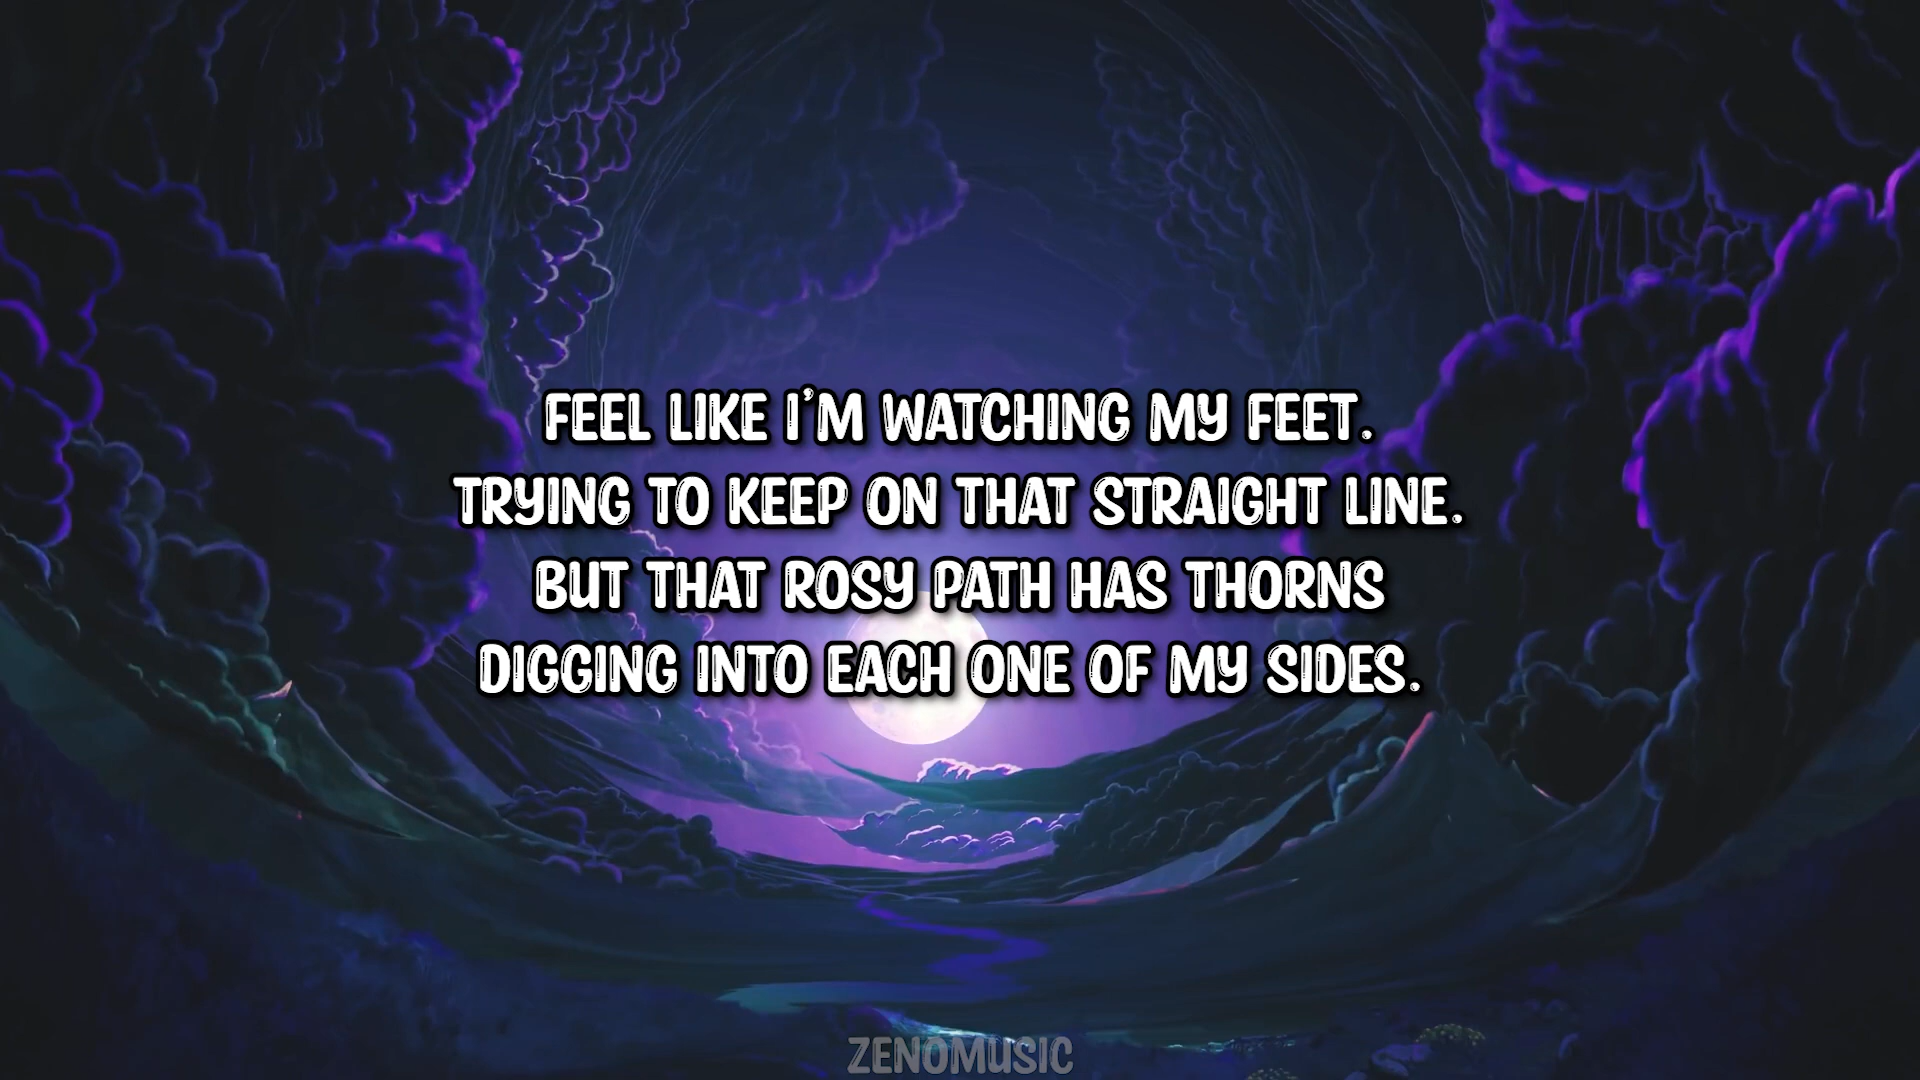 FEEL LIKE I'M WATCHING MY FEET.
TRYING TO KEEP ON THAT STRAIGHT LINE.
BUT THAT ROSY PATH HAS THORNS
DIGGING INTO EACH ONE OF MY SIDES.
ZENOMUSIC